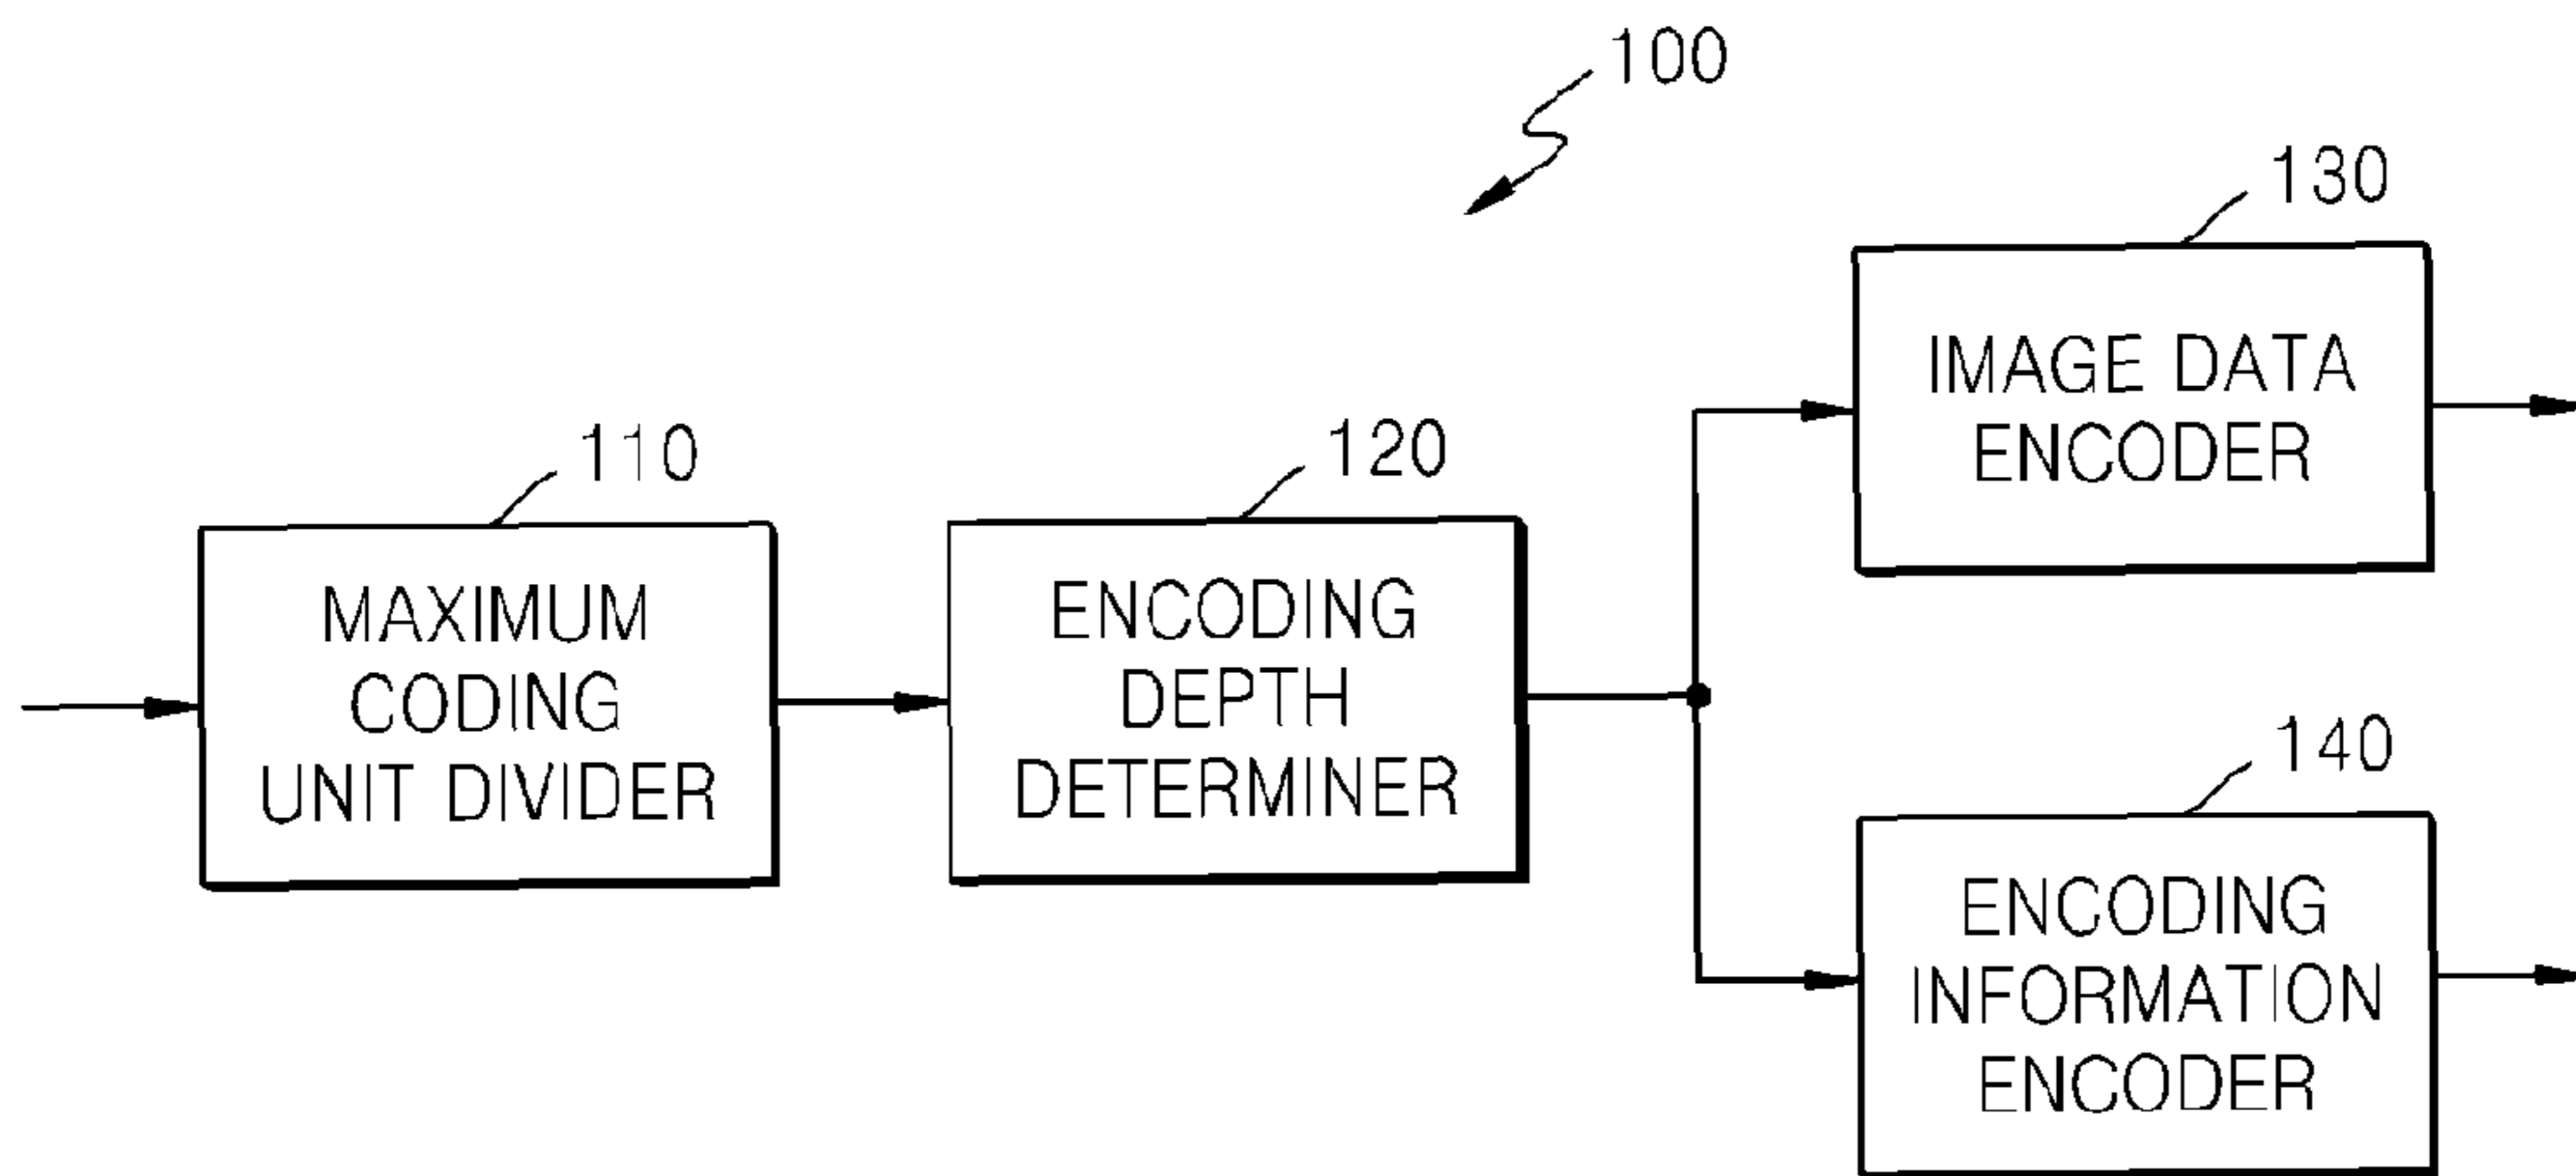 100
130
IMAGE DATA
ENCODER
110
MAXIMUM
CODING
UNIT DIVIDER
120
ENCODING
DEPTH
DETERMINER
140
ENCODING
INFORMATION
ENCODER